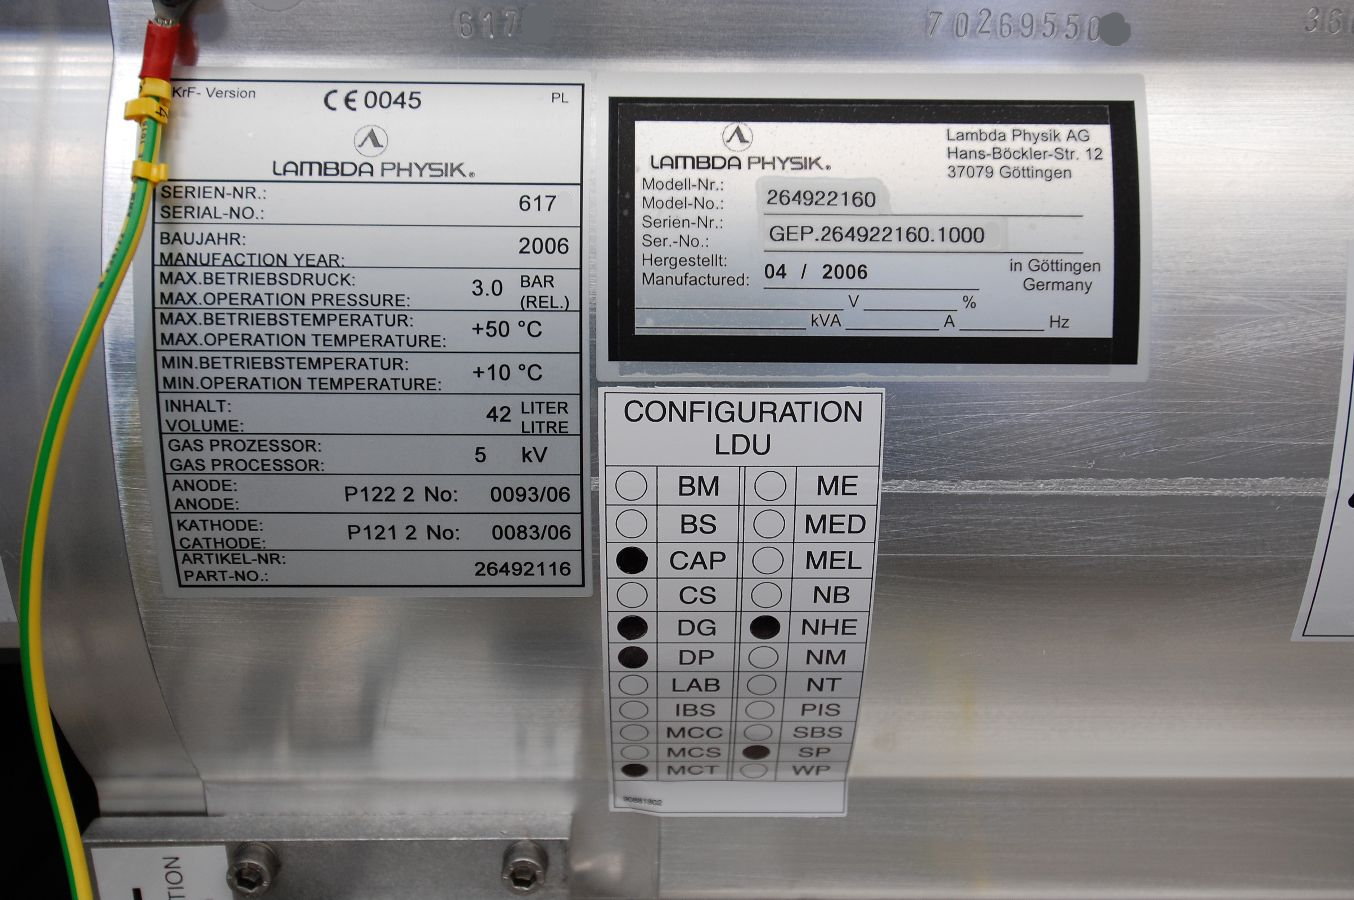 617 70269550 36
KrF- Version CE 0045 PL
LAMBDA PHYSIK®
SERIEN-NR.:
SERIAL-NO.: 617
BAUJAHR:
MANUFACTION YEAR: 2006
MAX.BETRIEBSDRUCK:
MAX.OPERATION PRESSURE: 3.0 BAR (REL.)
MAX.BETRIEBSTEMPERATUR:
MAX.OPERATION TEMPERATURE: +50 °C
MIN.BETRIEBSTEMPERATUR:
MIN.OPERATION TEMPERATURE: +10 °C
INHALT:
VOLUME: 42 LITER LITRE
GAS PROZESSOR:
GAS PROCESSOR: 5 kV
ANODE:
ANODE: P122 2 No: 0093/06
KATHODE:
CATHODE: P121 2 No: 0083/06
ARTIKEL-NR:
PART-NO.: 26492116
LAMBDA PHYSIK®
Lambda Physik AG
Hans-Böckler-Str. 12
37079 Göttingen
Modell-Nr.:
Model-No.: 264922160
Serien-Nr.:
Ser.-No.: GEP.264922160.1000
Hergestellt:
Manufactured: 04 / 2006
in Göttingen
Germany
V %
kVA A Hz
CONFIGURATION
LDU
BM ME
BS MED
CAP MEL
CS NB
DG NHE
DP NM
LAB NT
IBS PIS
MCC SBS
MCS SP
MCT WP
90881802
TION